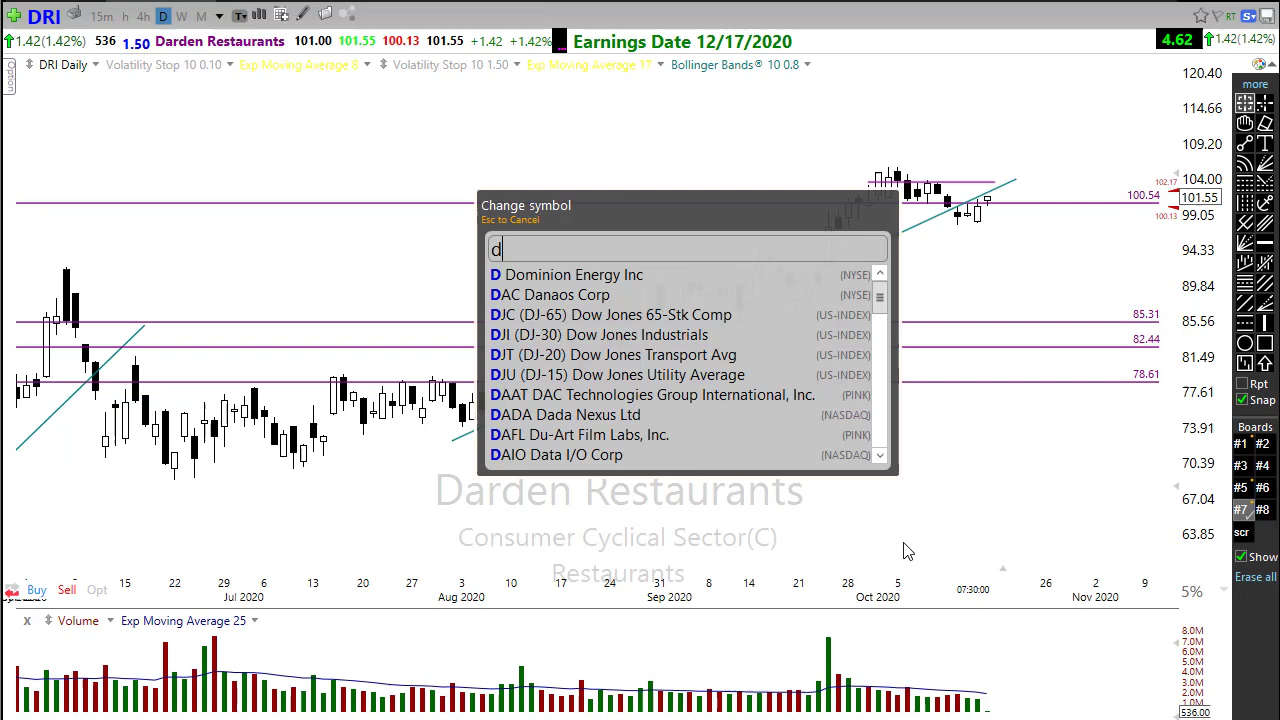 DRI 15m h 4h D W M T RT S
1.42(1.42%) 536 1.50 Darden Restaurants 101.00 101.55 100.13 101.55 +1.42 +1.42% Earnings Date 12/17/2020 4.62 1.42(1.42%)
Option
DRI Daily Volatility Stop 10 0.10 Exp Moving Average 8 Volatility Stop 10 1.50 Exp Moving Average 17 Bollinger Bands® 10 0.8
120.40
114.66
109.20
104.00
102.17
100.54
101.55
100.13
99.05
94.33
89.84
85.31
85.56
82.44
81.49
78.61
77.61
73.91
70.39
67.04
63.85
5%
Change symbol
Esc to Cancel
d
D Dominion Energy Inc (NYSE)
DAC Danaos Corp (NYSE)
DJC (DJ-65) Dow Jones 65-Stk Comp (US-INDEX)
DJI (DJ-30) Dow Jones Industrials (US-INDEX)
DJT (DJ-20) Dow Jones Transport Avg (US-INDEX)
DJU (DJ-15) Dow Jones Utility Average (US-INDEX)
DAAT DAC Technologies Group International, Inc. (PINK)
DADA Dada Nexus Ltd (NASDAQ)
DAFL Du-Art Film Labs, Inc. (PINK)
DAIO Data I/O Corp (NASDAQ)
Darden Restaurants
Consumer Cyclical Sector(C)
Restaurants
more
T
Rpt
Snap
Boards
#1 #2
#3 #4
#5 #6
#7 #8
scr
Show
Erase all
Buy Sell Opt
15 22 29 6 13 20 27 3 10 17 24 31 8 14 21 28 5 07:30:00 26 2 9
Jul 2020 Aug 2020 Sep 2020 Oct 2020 Nov 2020
X Volume Exp Moving Average 25
8.0M
7.0M
6.0M
5.0M
4.0M
3.0M
2.0M
1.0M
536.00